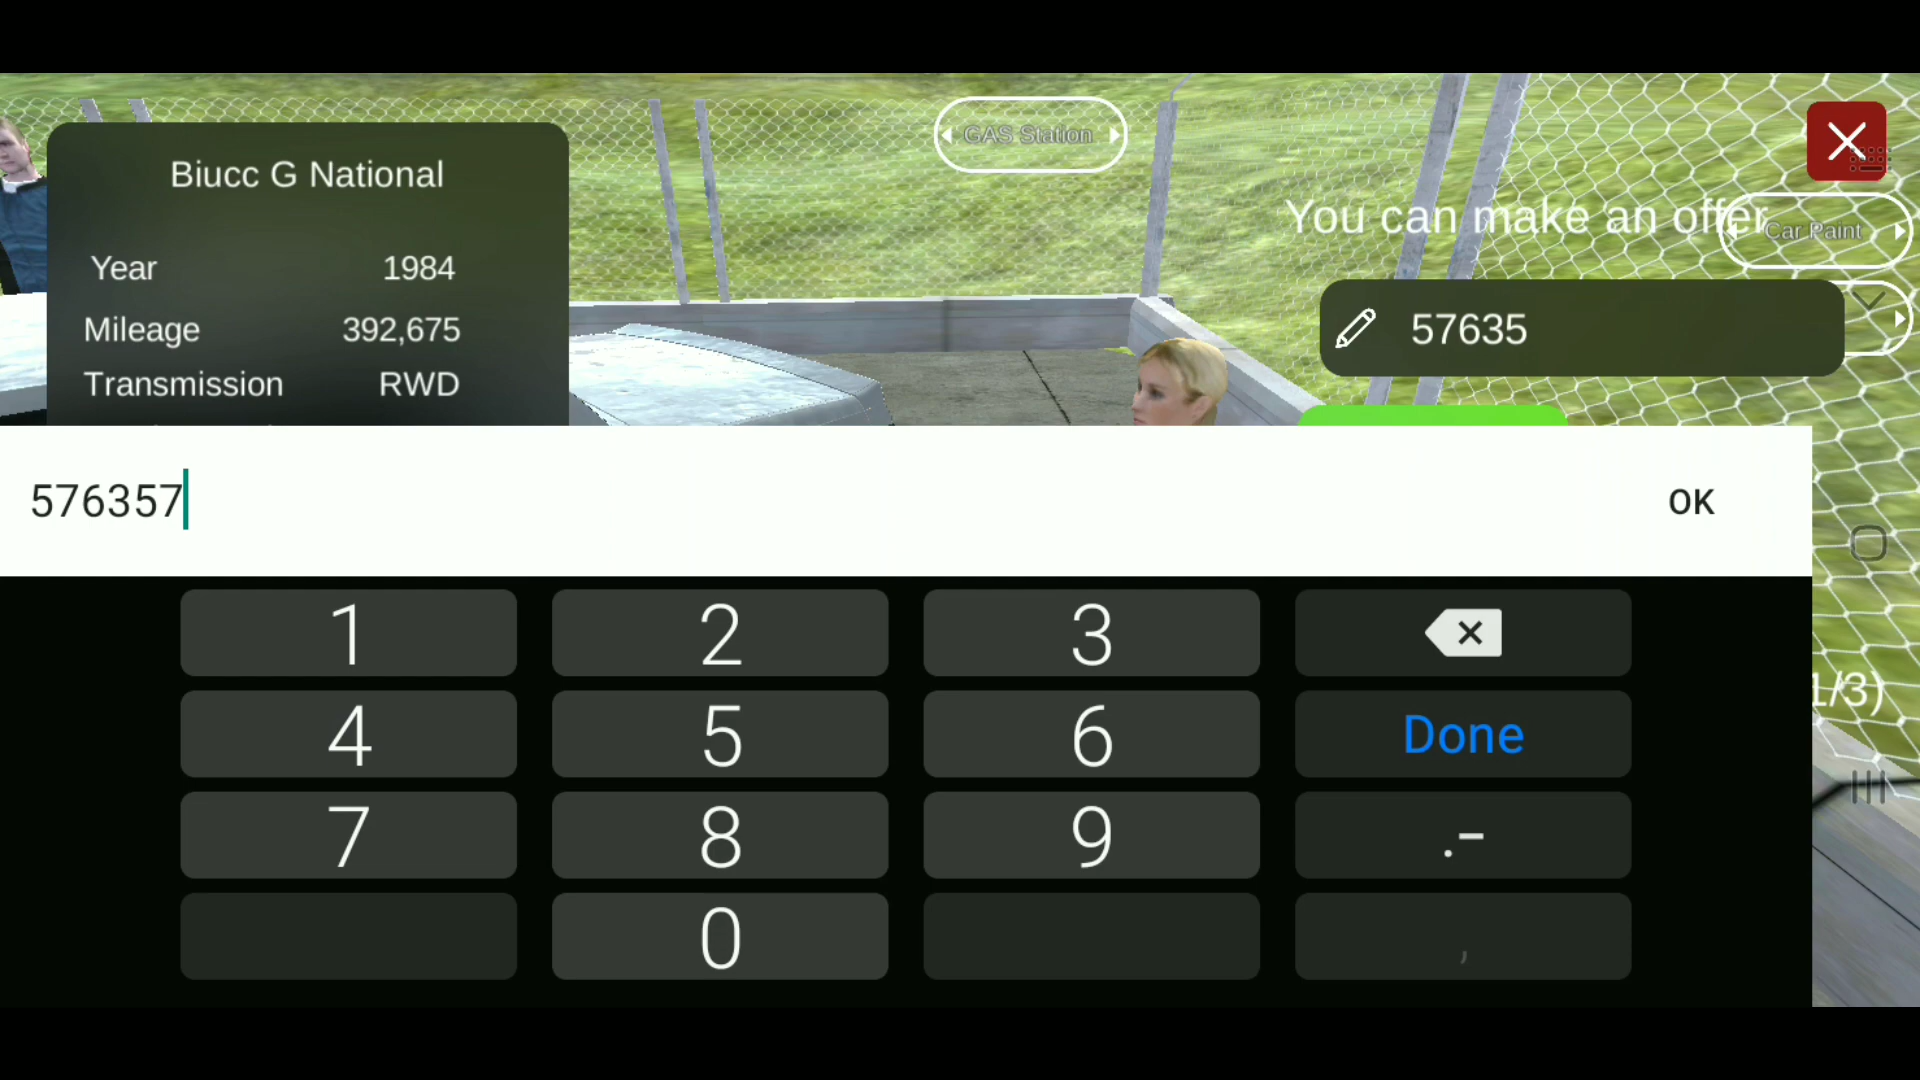 GAS Station
Biucc G National
You can make an offer
Car Paint
Year 1984
Mileage 392,675
57635
Transmission RWD
576357
OK
1 2 3
4 5 6 Done
1/3)
7 8 9 .-
0 ,